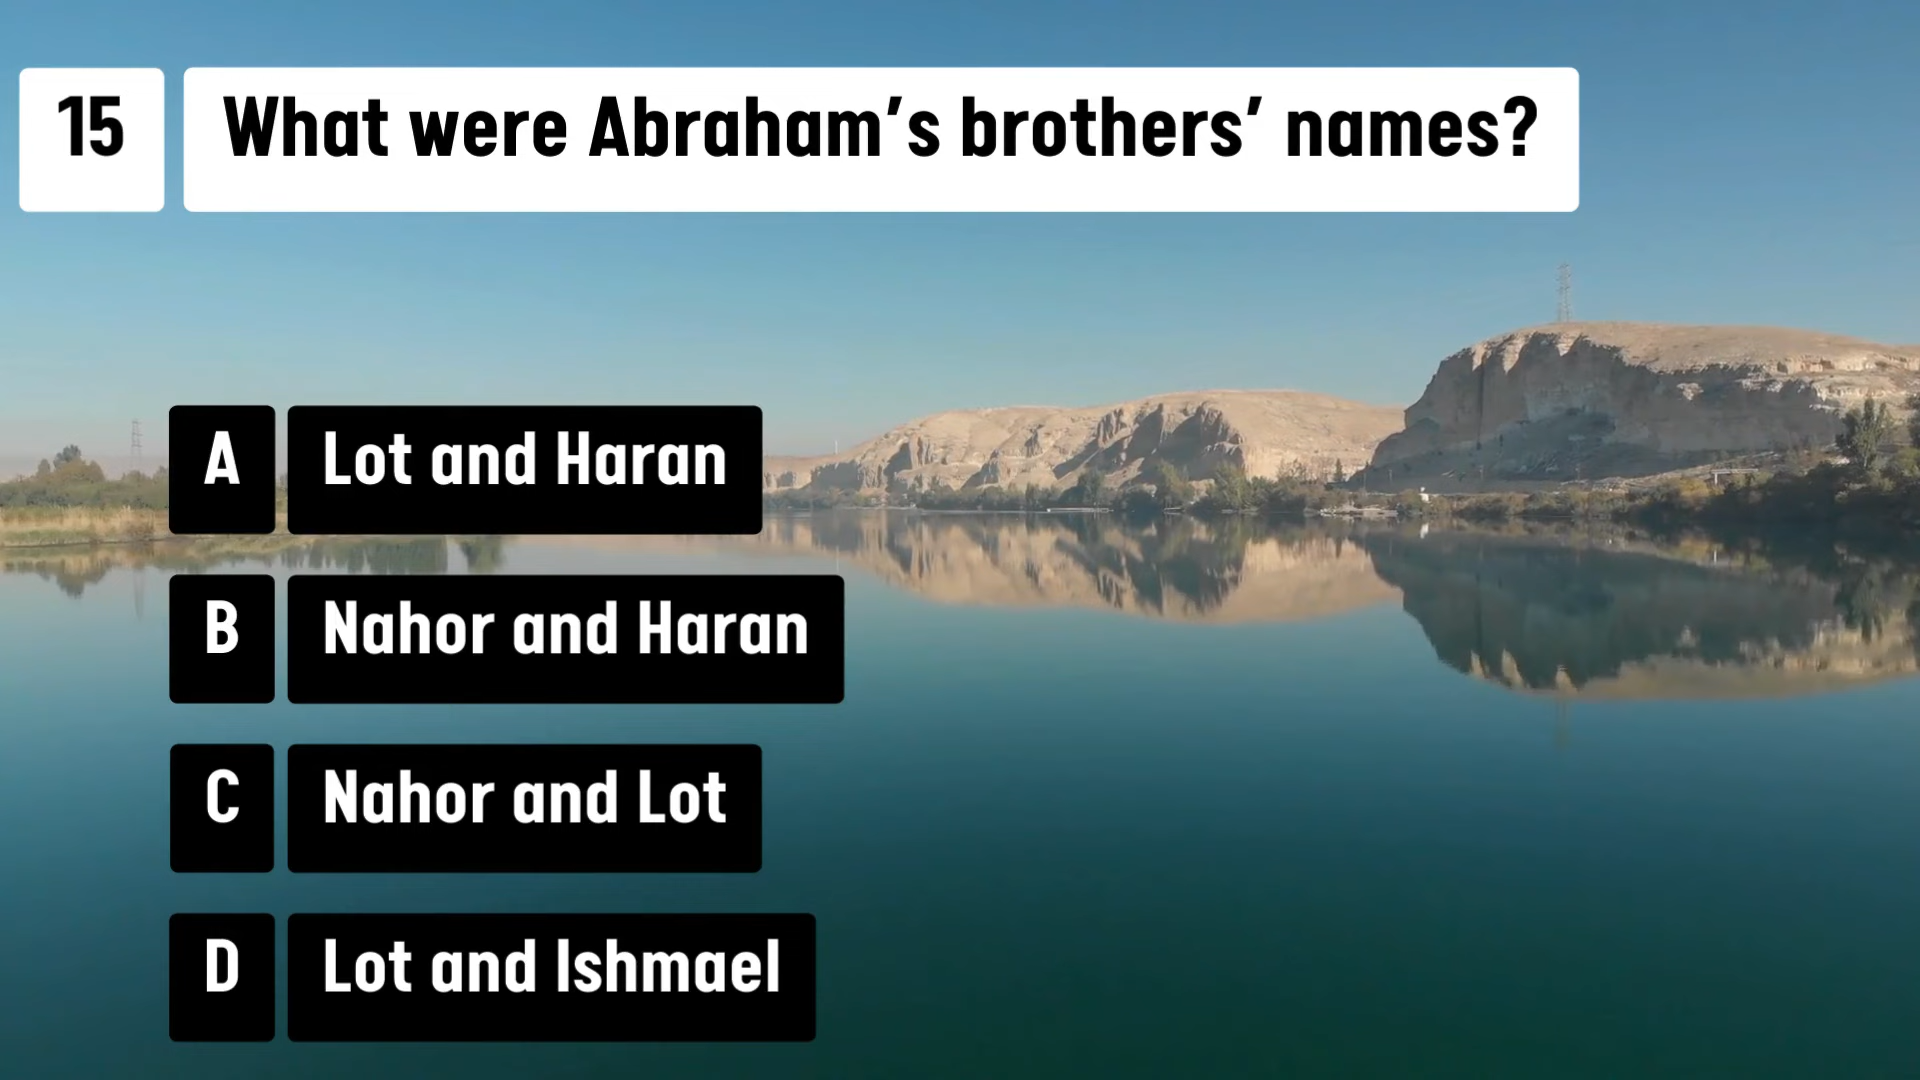 15 What were Abraham’s brothers’ names?
A Lot and Haran
B Nahor and Haran
C Nahor and Lot
D Lot and Ishmael